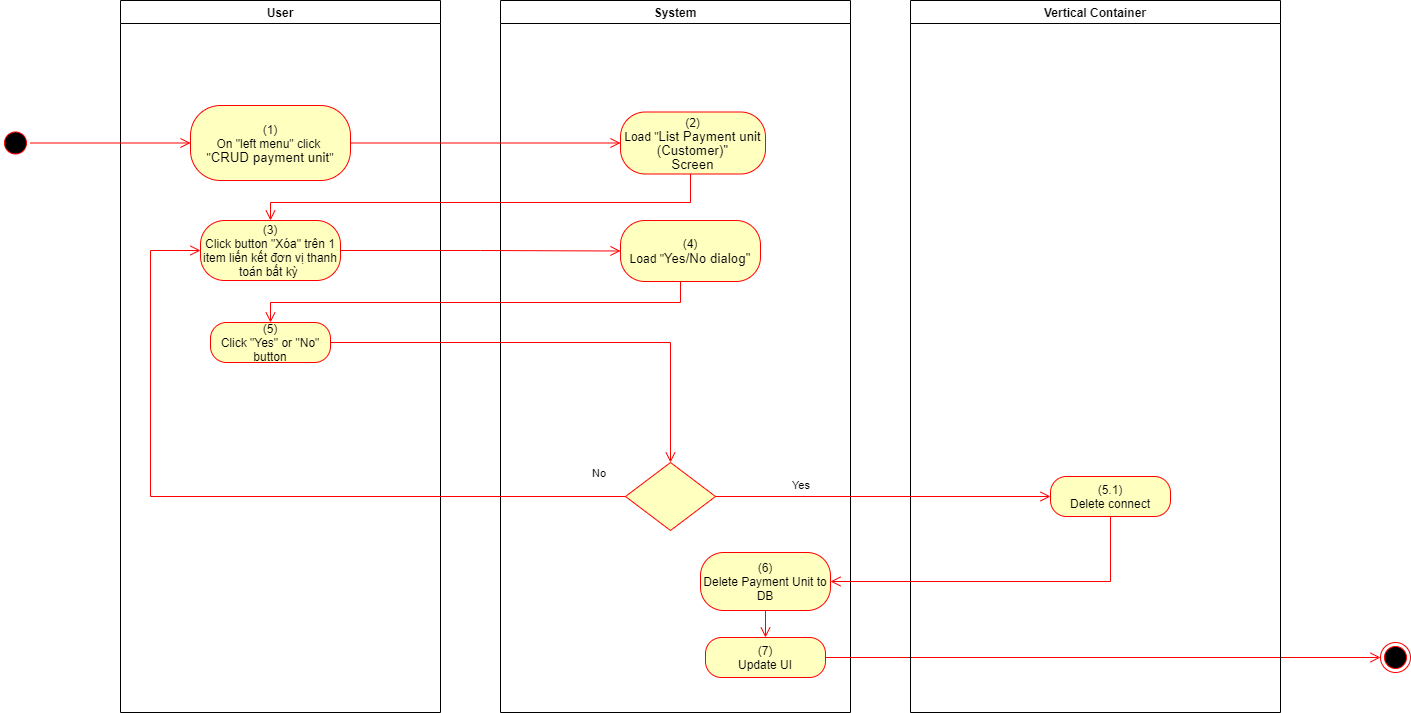 User
System
Vertical Container
(1)
On "left menu" click
"CRUD payment unit"
(2)
Load "List Payment unit
(Customer)"
Screen
(3)
Click button "Xóa" trên 1
item liên kết đơn vị thanh
toán bất kỳ
(4)
Load "Yes/No dialog"
(5)
Click "Yes" or "No"
button
No
Yes
(5.1)
Delete connect
(6)
Delete Payment Unit to
DB
(7)
Update UI